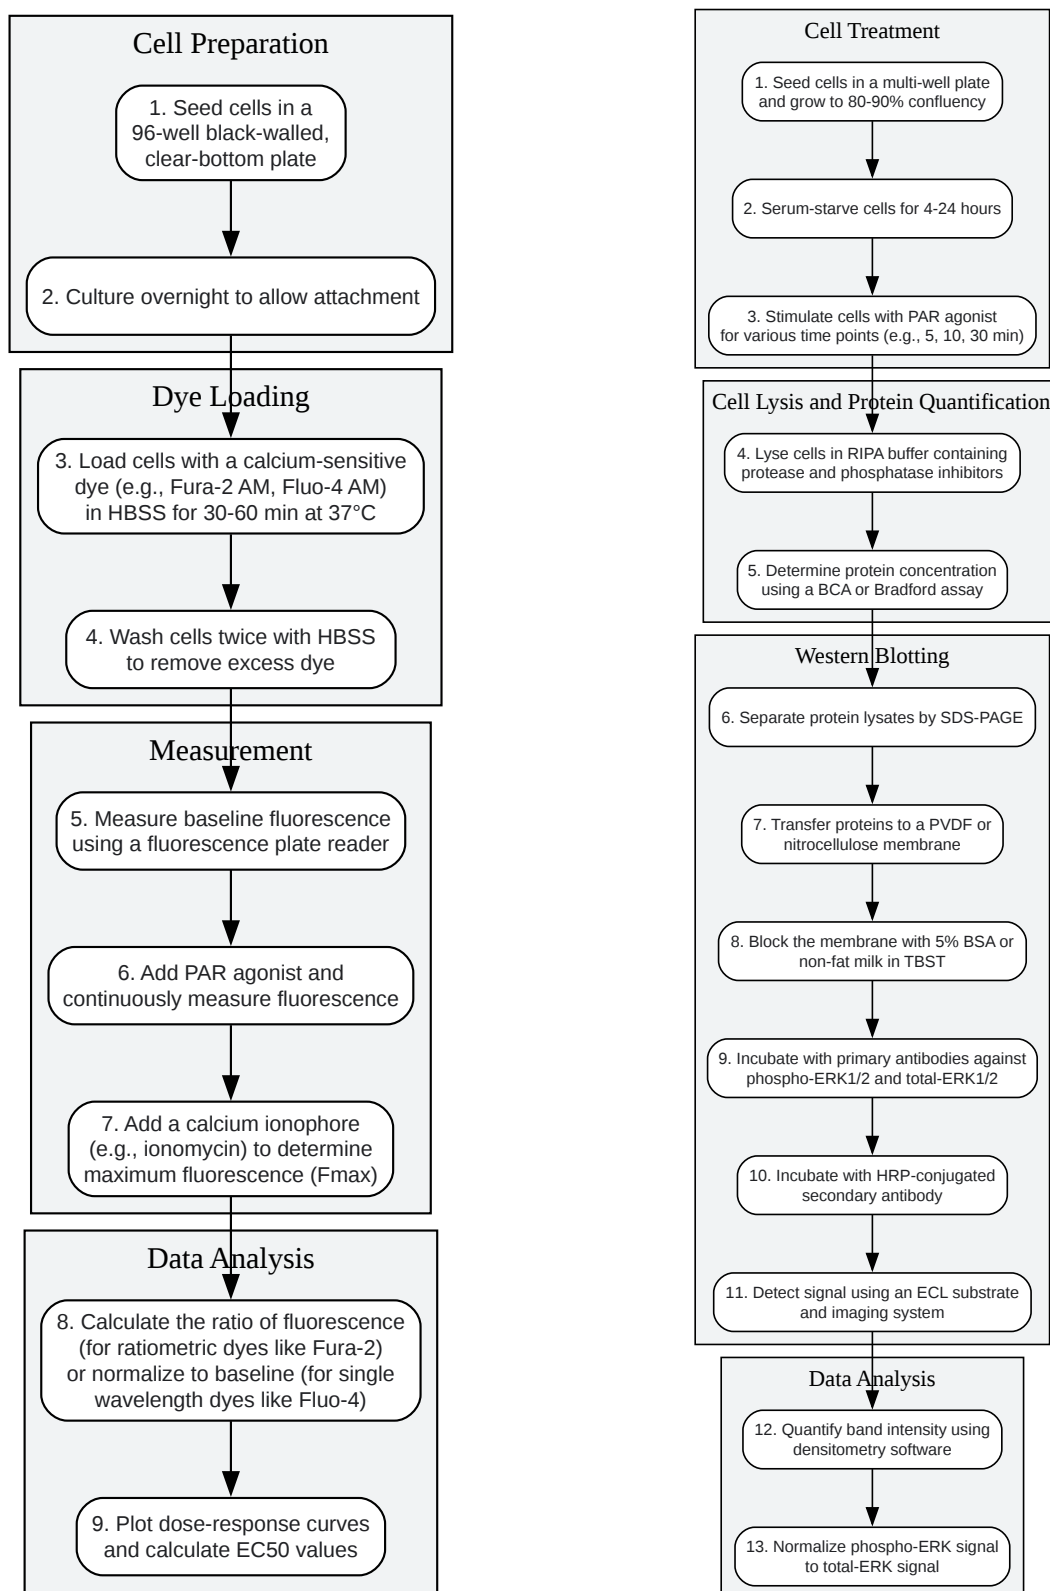 Cell Preparation
1. Seed cells in a
96-well black-walled,
clear-bottom plate
2. Culture overnight to allow attachment
Dye Loading
3. Load cells with a calcium-sensitive
dye (e.g., Fura-2 AM, Fluo-4 AM)
in HBSS for 30-60 min at 37°C
4. Wash cells twice with HBSS
to remove excess dye
Measurement
5. Measure baseline fluorescence
using a fluorescence plate reader
6. Add PAR agonist and
continuously measure fluorescence
7. Add a calcium ionophore
(e.g., ionomycin) to determine
maximum fluorescence (Fmax)
Data Analysis
8. Calculate the ratio of fluorescence
(for ratiometric dyes like Fura-2)
or normalize to baseline (for single
wavelength dyes like Fluo-4)
9. Plot dose-response curves
and calculate EC50 values
Cell Treatment
1. Seed cells in a multi-well plate
and grow to 80-90% confluency
2. Serum-starve cells for 4-24 hours
3. Stimulate cells with PAR agonist
for various time points (e.g., 5, 10, 30 min)
Cell Lysis and Protein Quantification
4. Lyse cells in RIPA buffer containing
protease and phosphatase inhibitors
5. Determine protein concentration
using a BCA or Bradford assay
Western Blotting
6. Separate protein lysates by SDS-PAGE
7. Transfer proteins to a PVDF or
nitrocellulose membrane
8. Block the membrane with 5% BSA or
non-fat milk in TBST
9. Incubate with primary antibodies against
phospho-ERK1/2 and total-ERK1/2
10. Incubate with HRP-conjugated
secondary antibody
11. Detect signal using an ECL substrate
and imaging system
Data Analysis
12. Quantify band intensity using
densitometry software
13. Normalize phospho-ERK signal
to total-ERK signal